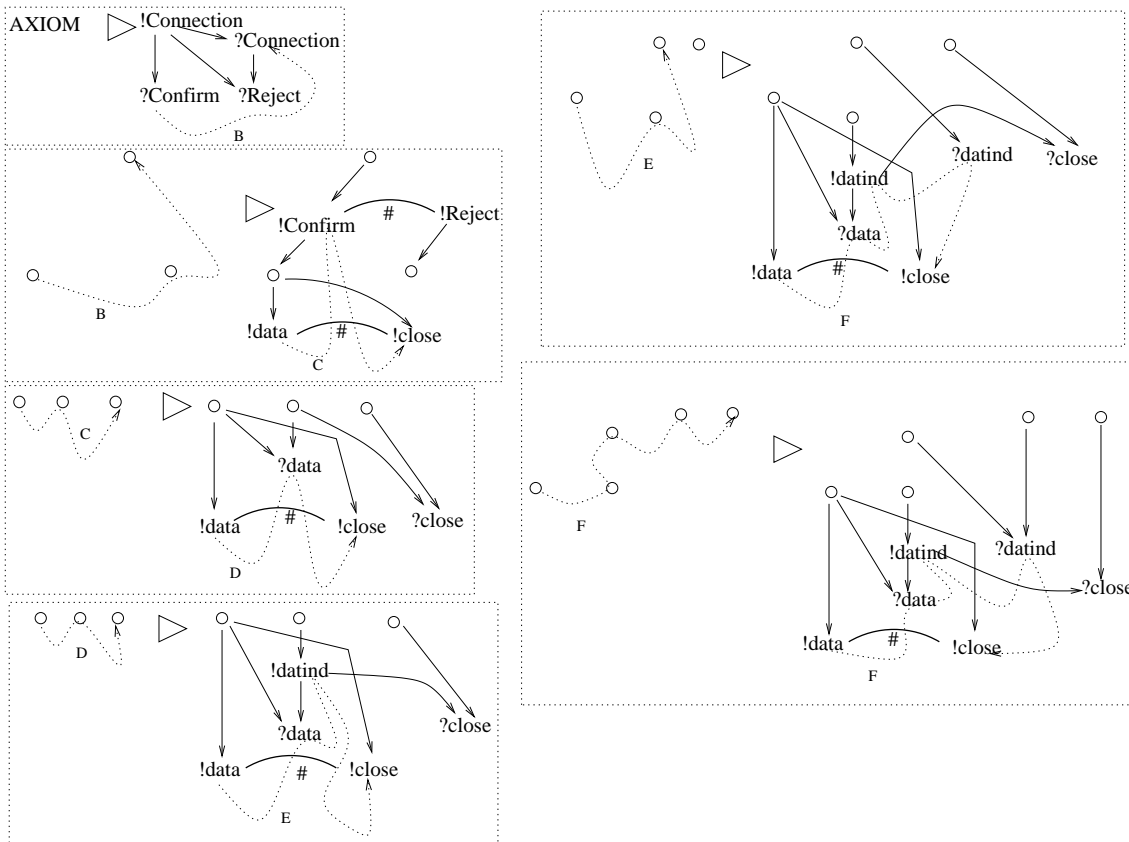 AXIOM
!Connection
?Connection
?Confirm ?Reject
B
!Confirm # !Reject
B
!data # !close
C
C
?data
!data # !close ?close
D
D
!datind
?close
?data
!data # !close
E
E
?datind ?close
!datind
?data
!data # !close
F
F
!datind ?datind
?data ?close
!data # !close
F